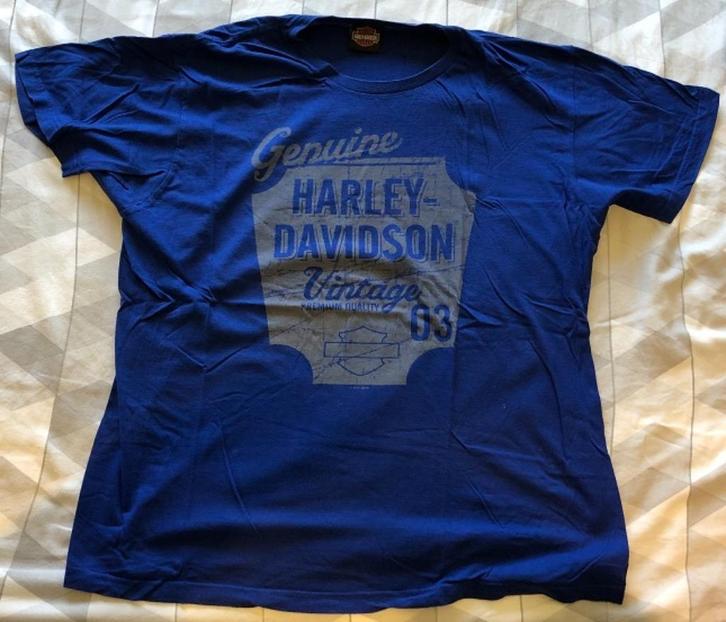 Genuine
HARLEY-
DAVIDSON
Vintage
PREMIUM QUALITY
03